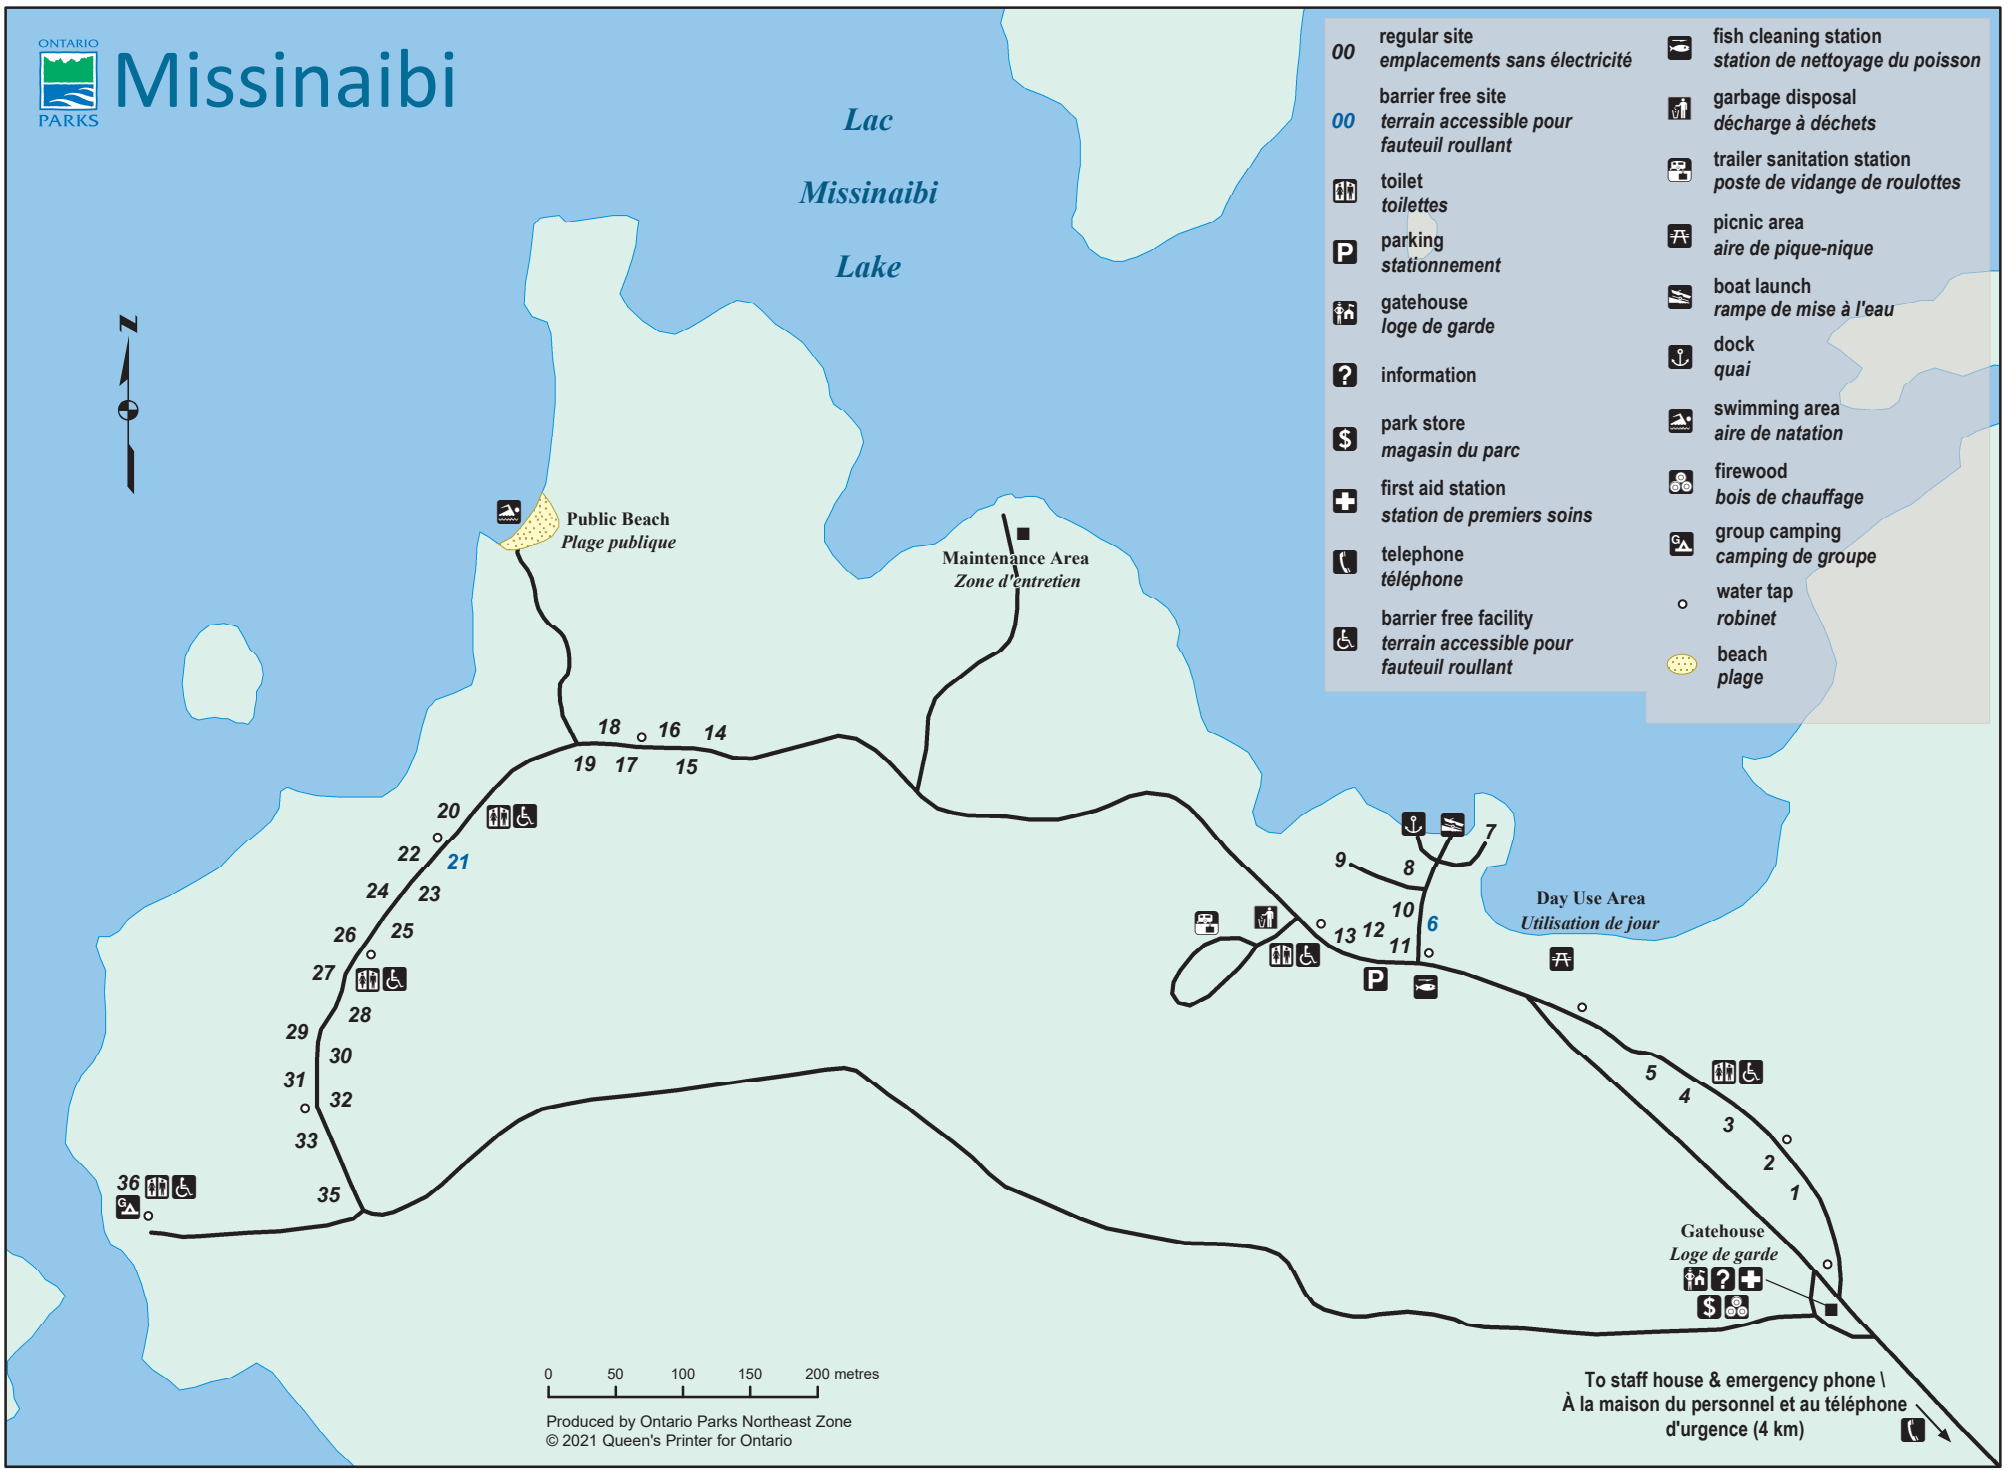 ONTARIO
PARKS
Missinaibi
Lac
Missinaibi
Lake
N
00
regular site
emplacements sans électricité
00
barrier free site
terrain accessible pour
fauteuil roullant
toilet
toilettes
P
parking
stationnement
gatehouse
loge de garde
?
information
$
park store
magasin du parc
first aid station
station de premiers soins
telephone
téléphone
barrier free facility
terrain accessible pour
fauteuil roullant
fish cleaning station
station de nettoyage du poisson
garbage disposal
décharge à déchets
trailer sanitation station
poste de vidange de roulottes
picnic area
aire de pique-nique
boat launch
rampe de mise à l'eau
dock
quai
swimming area
aire de natation
firewood
bois de chauffage
G
group camping
camping de groupe
water tap
robinet
beach
plage
Public Beach
Plage publique
Maintenance Area
Zone d'entretien
18
16
14
19
17
15
20
22
21
24
23
26
25
27
28
29
30
31
32
33
35
36
G
7
9
8
10
6
13
12
11
P
Day Use Area
Utilisation de jour
5
4
3
2
1
Gatehouse
Loge de garde
?
$
0 50 100 150 200 metres
Produced by Ontario Parks Northeast Zone
© 2021 Queen's Printer for Ontario
To staff house & emergency phone \
À la maison du personnel et au téléphone
d'urgence (4 km)